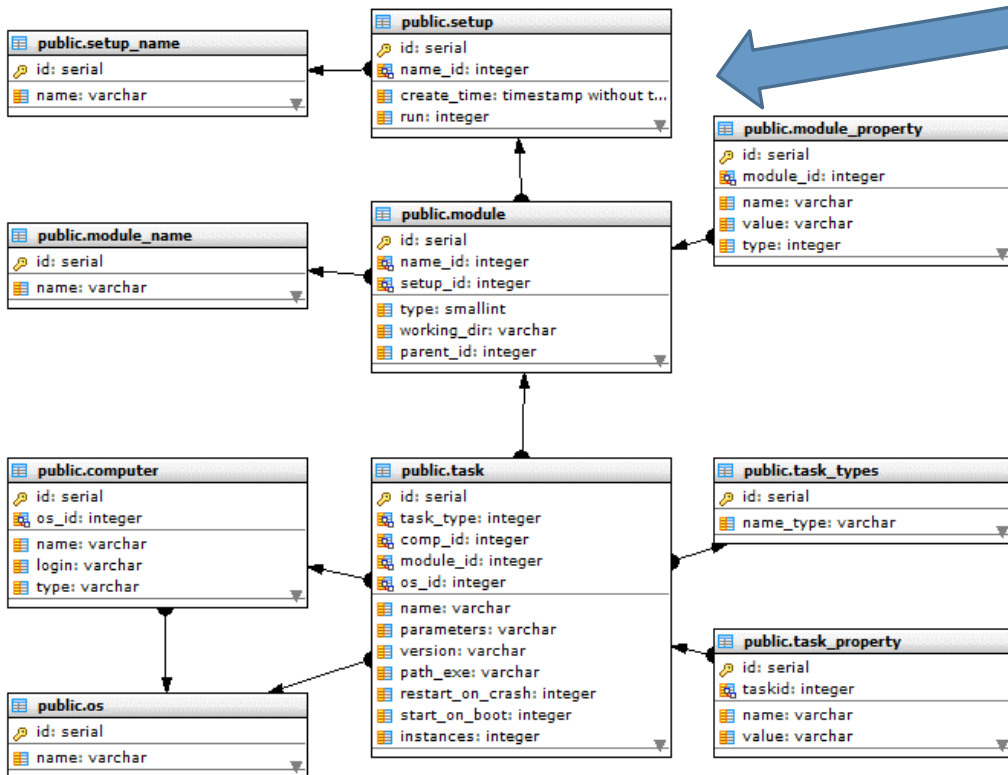 public.setup_name
id: serial
name: varchar
public.setup
id: serial
name_id: integer
create_time: timestamp without t...
run: integer
public.module_property
id: serial
module_id: integer
name: varchar
value: varchar
type: integer
public.module_name
id: serial
name: varchar
public.module
id: serial
name_id: integer
setup_id: integer
type: smallint
working_dir: varchar
parent_id: integer
public.computer
id: serial
os_id: integer
name: varchar
login: varchar
type: varchar
public.task
id: serial
task_type: integer
comp_id: integer
module_id: integer
os_id: integer
name: varchar
parameters: varchar
version: varchar
path_exe: varchar
restart_on_crash: integer
start_on_boot: integer
instances: integer
public.task_types
id: serial
name_type: varchar
public.task_property
id: serial
taskid: integer
name: varchar
value: varchar
public.os
id: serial
name: varchar